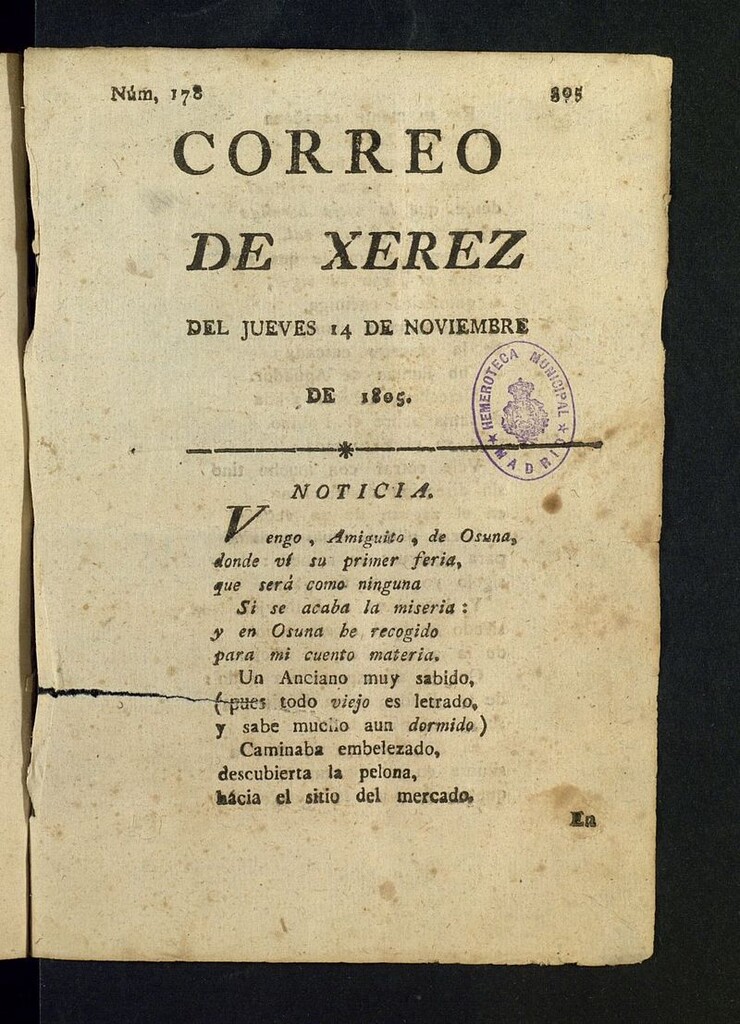 Núm, 178
395
CORREO
DE XEREZ
DEL JUEVES 14 DE NOVIEMBRE
DE 1805.
HEMEROTECA MUNICIPAL
★ MADRID ★
NOTICIA.
Vengo, Amiguito, de Osuna,
donde ví su primer feria,
que será como ninguna
Si se acaba la miseria:
y en Osuna he recogido
para mi cuento materia.
Un Anciano muy sabido,
(pues todo viejo es letrado,
y sabe mucho aun dormido)
Caminaba embelezado,
descubierta la pelona,
hácia el sitio del mercado,
En